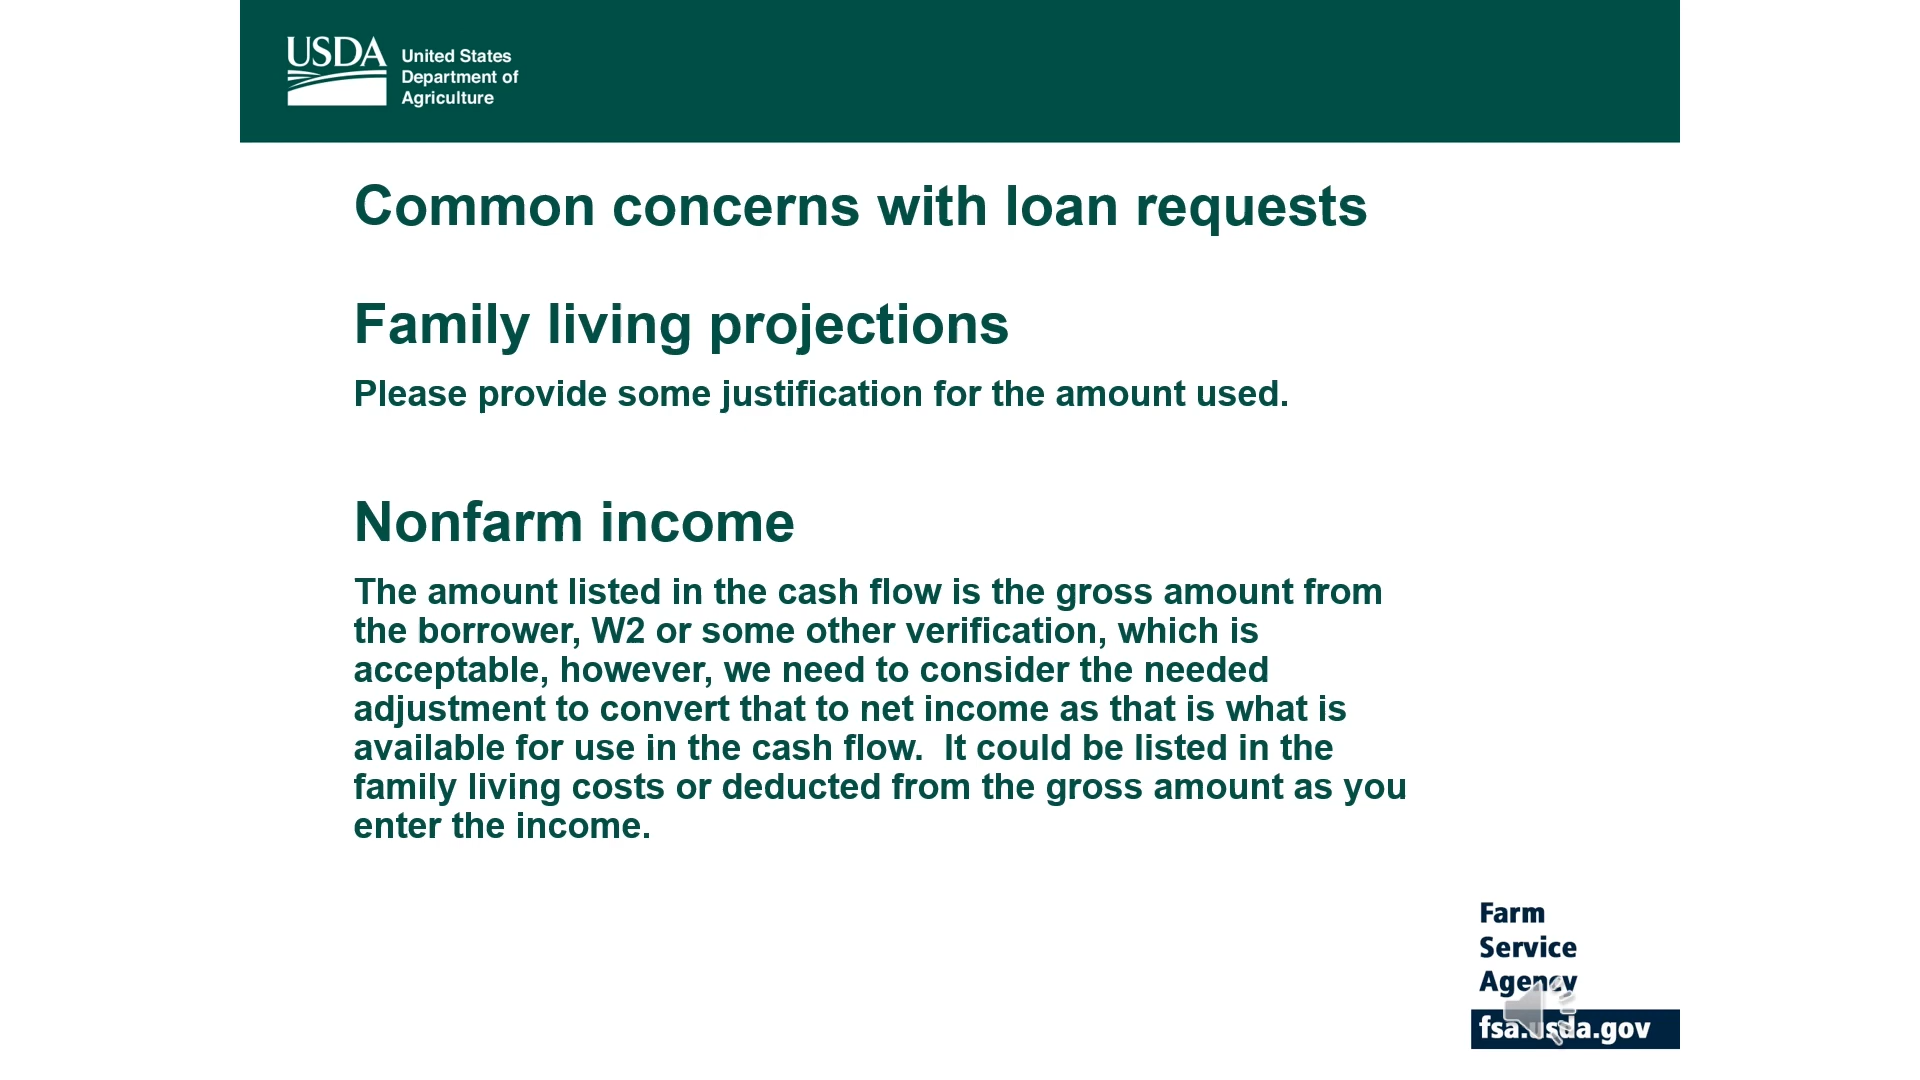 USDA
United States
Department of
Agriculture
Common concerns with loan requests
Family living projections
Please provide some justification for the amount used.
Nonfarm income
The amount listed in the cash flow is the gross amount from
the borrower, W2 or some other verification, which is
acceptable, however, we need to consider the needed
adjustment to convert that to net income as that is what is
available for use in the cash flow.  It could be listed in the
family living costs or deducted from the gross amount as you
enter the income.
Farm
Service
Agency
fsa.usda.gov